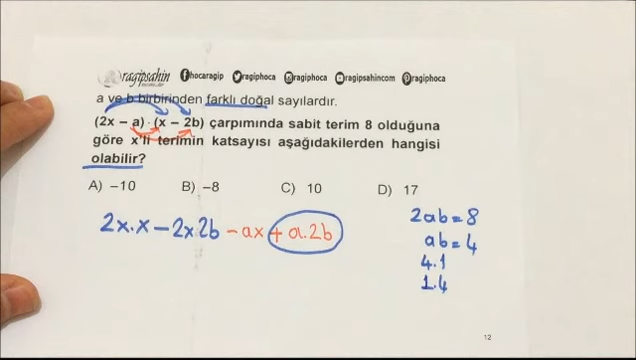 ragipsahin hocaragip ragiphoca ragiphoca ragipsahincom ragiphoca
a ve b birbirinden farklı doğal sayılardır.
(2x − a) · (x − 2b) çarpımında sabit terim 8 olduğuna
göre x'li terimin katsayısı aşağıdakilerden hangisi
olabilir?
A) −10 B) −8 C) 10 D) 17
2x.x − 2x.2b − ax + a.2b
2ab = 8
ab = 4
4.1
1.4
12